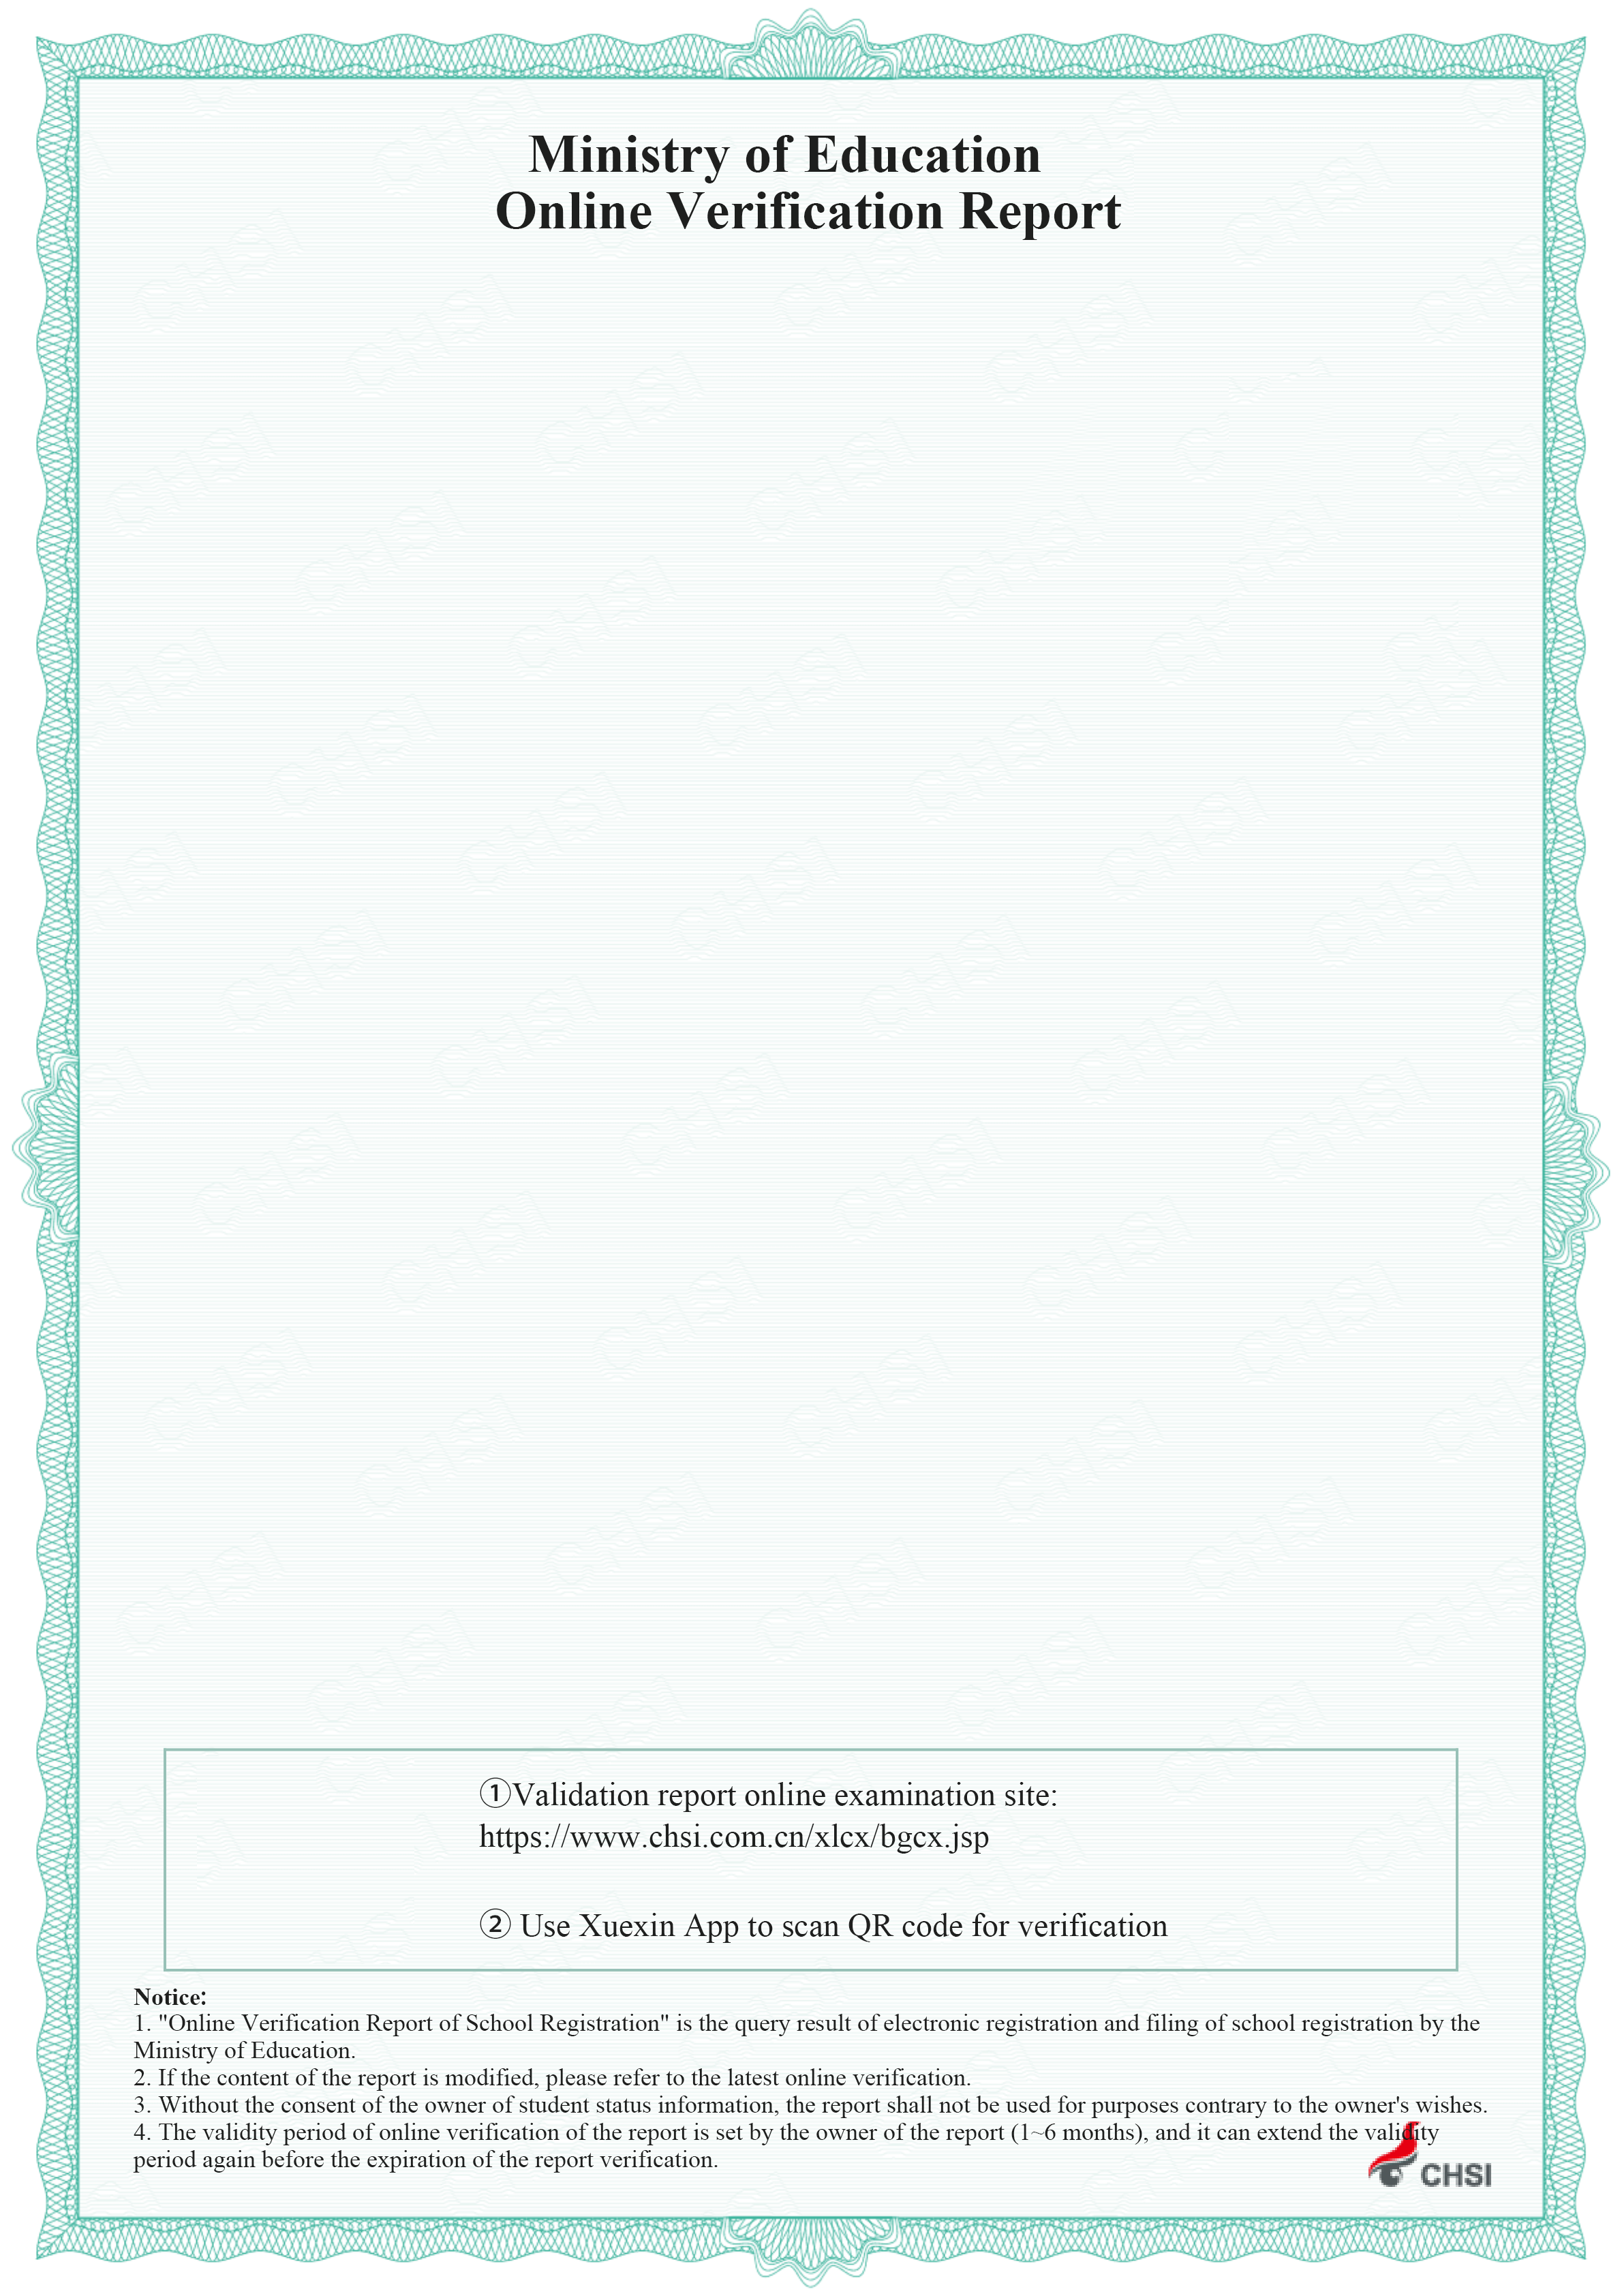 Ministry of Education
Online Verification Report
①Validation report online examination site:
https://www.chsi.com.cn/xlcx/bgcx.jsp
② Use Xuexin App to scan QR code for verification
Notice:
1. "Online Verification Report of School Registration" is the query result of electronic registration and filing of school registration by the
Ministry of Education.
2. If the content of the report is modified, please refer to the latest online verification.
3. Without the consent of the owner of student status information, the report shall not be used for purposes contrary to the owner's wishes.
4. The validity period of online verification of the report is set by the owner of the report (1~6 months), and it can extend the validity
period again before the expiration of the report verification.
CHSI